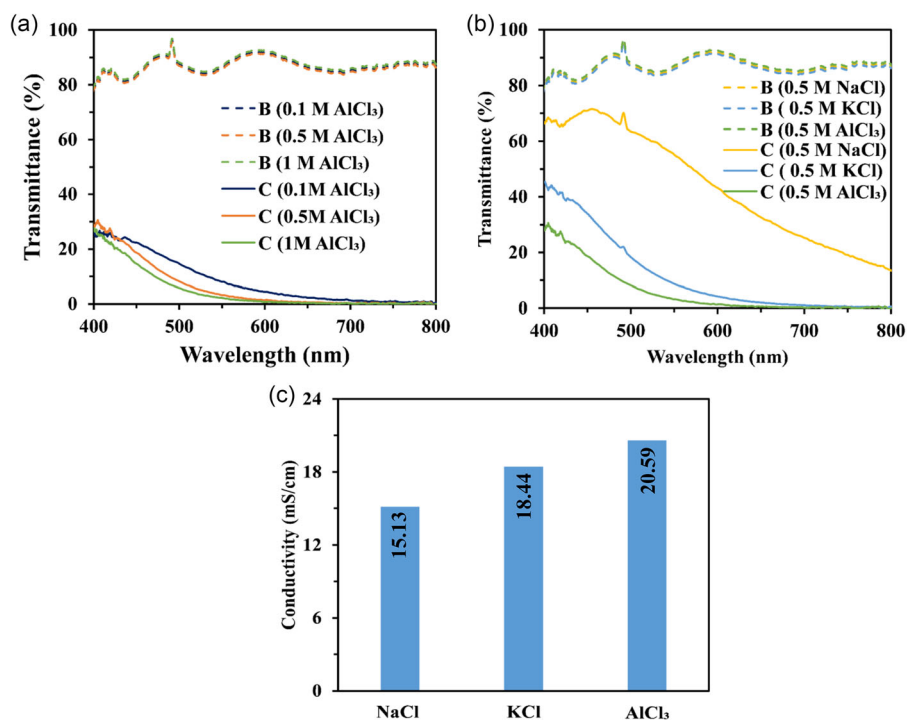 (a)
100
80
60
40
20
0
Transmittance (%)
B (0.1 M AlCl₃)
B (0.5 M AlCl₃)
B (1 M AlCl₃)
C (0.1M AlCl₃)
C (0.5M AlCl₃)
C (1M AlCl₃)
400 500 600 700 800
Wavelength (nm)
(b)
100
80
60
40
20
0
Transmittance (%)
B (0.5 M NaCl)
B ( 0.5 M KCl)
B (0.5 M AlCl₃)
C (0.5 M NaCl)
C ( 0.5 M KCl)
C (0.5 M AlCl₃)
400 500 600 700 800
Wavelength (nm)
(c)
24
18
12
6
0
Conductivity (mS/cm)
15.13
18.44
20.59
NaCl KCl AlCl₃